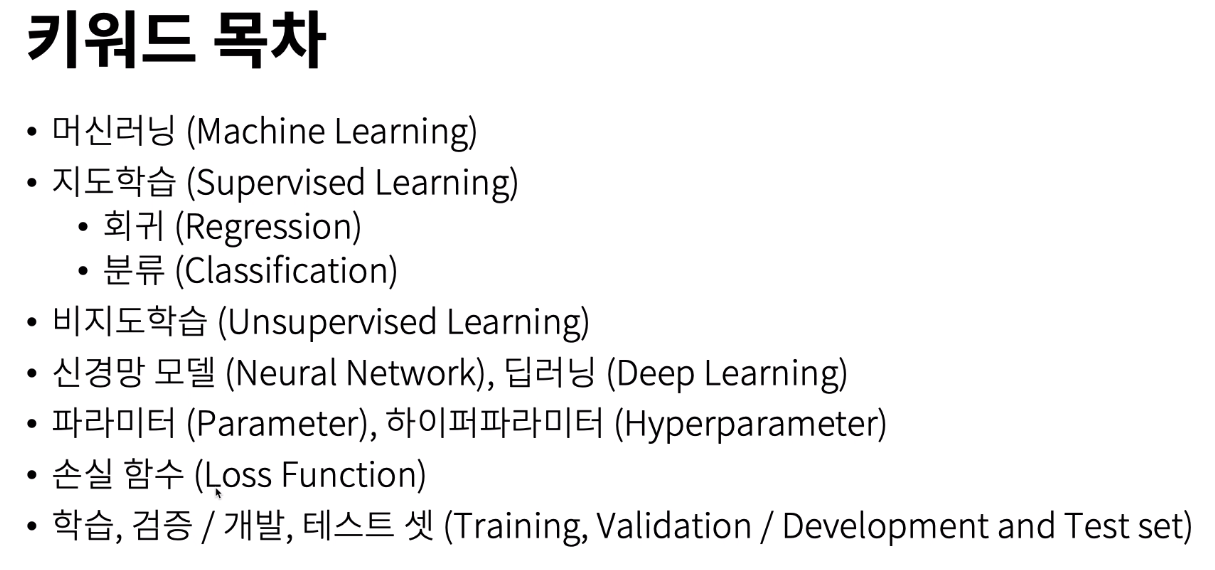 키워드 목차
• 머신러닝 (Machine Learning)
• 지도학습 (Supervised Learning)
• 회귀 (Regression)
• 분류 (Classification)
• 비지도학습 (Unsupervised Learning)
• 신경망 모델 (Neural Network), 딥러닝 (Deep Learning)
• 파라미터 (Parameter), 하이퍼파라미터 (Hyperparameter)
• 손실 함수 (Loss Function)
• 학습, 검증 / 개발, 테스트 셋 (Training, Validation / Development and Test set)